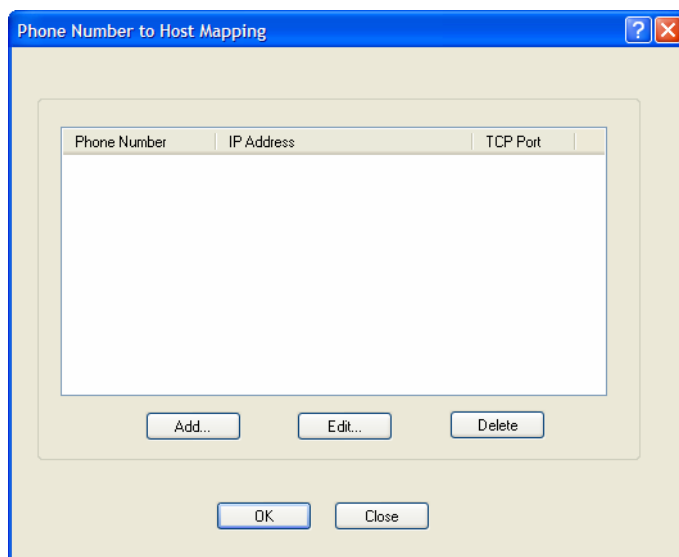 Phone Number to Host Mapping ?
Phone Number IP Address TCP Port
Add... Edit... Delete
OK Close